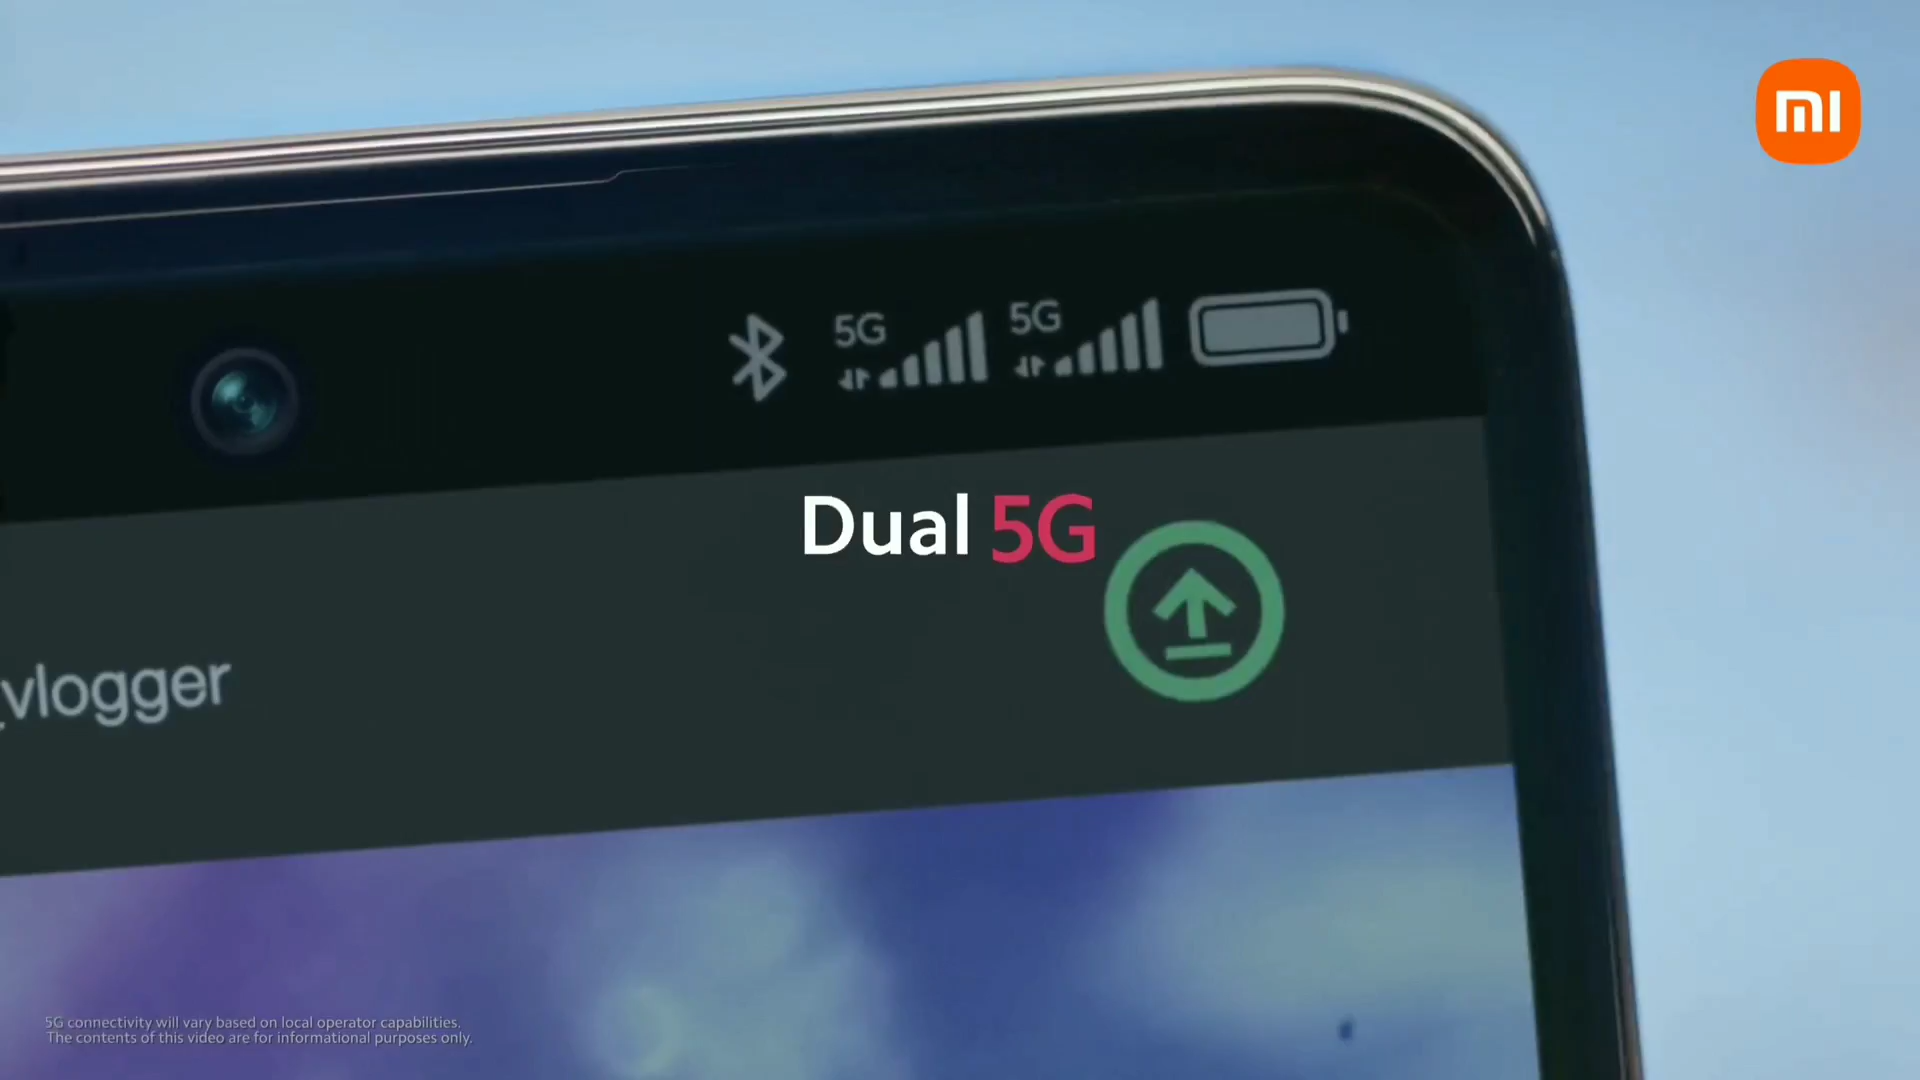 mi
5G 5G
Dual 5G
_vlogger
5G connectivity will vary based on local operator capabilities.
The contents of this video are for informational purposes only.